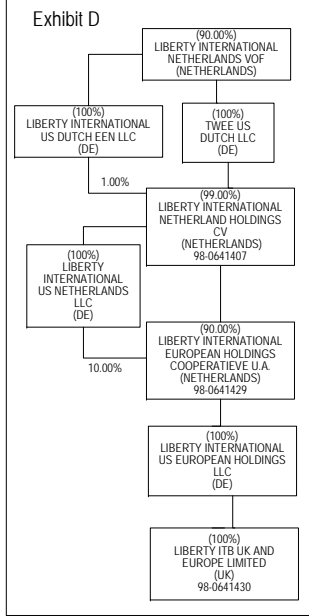 Exhibit D
(90.00%)
LIBERTY INTERNATIONAL
NETHERLANDS VOF
(NETHERLANDS)
(100%)
LIBERTY INTERNATIONAL
US DUTCH EEN LLC
(DE)
(100%)
TWEE US
DUTCH LLC
(DE)
1.00%
(99.00%)
LIBERTY INTERNATIONAL
NETHERLAND HOLDINGS
CV
(NETHERLANDS)
98-0641407
(100%)
LIBERTY
INTERNATIONAL
US NETHERLANDS
LLC
(DE)
10.00%
(90.00%)
LIBERTY INTERNATIONAL
EUROPEAN HOLDINGS
COOPERATIEVE U.A.
(NETHERLANDS)
98-0641429
(100%)
LIBERTY INTERNATIONAL
US EUROPEAN HOLDINGS
LLC
(DE)
(100%)
LIBERTY ITB UK AND
EUROPE LIMITED
(UK)
98-0641430